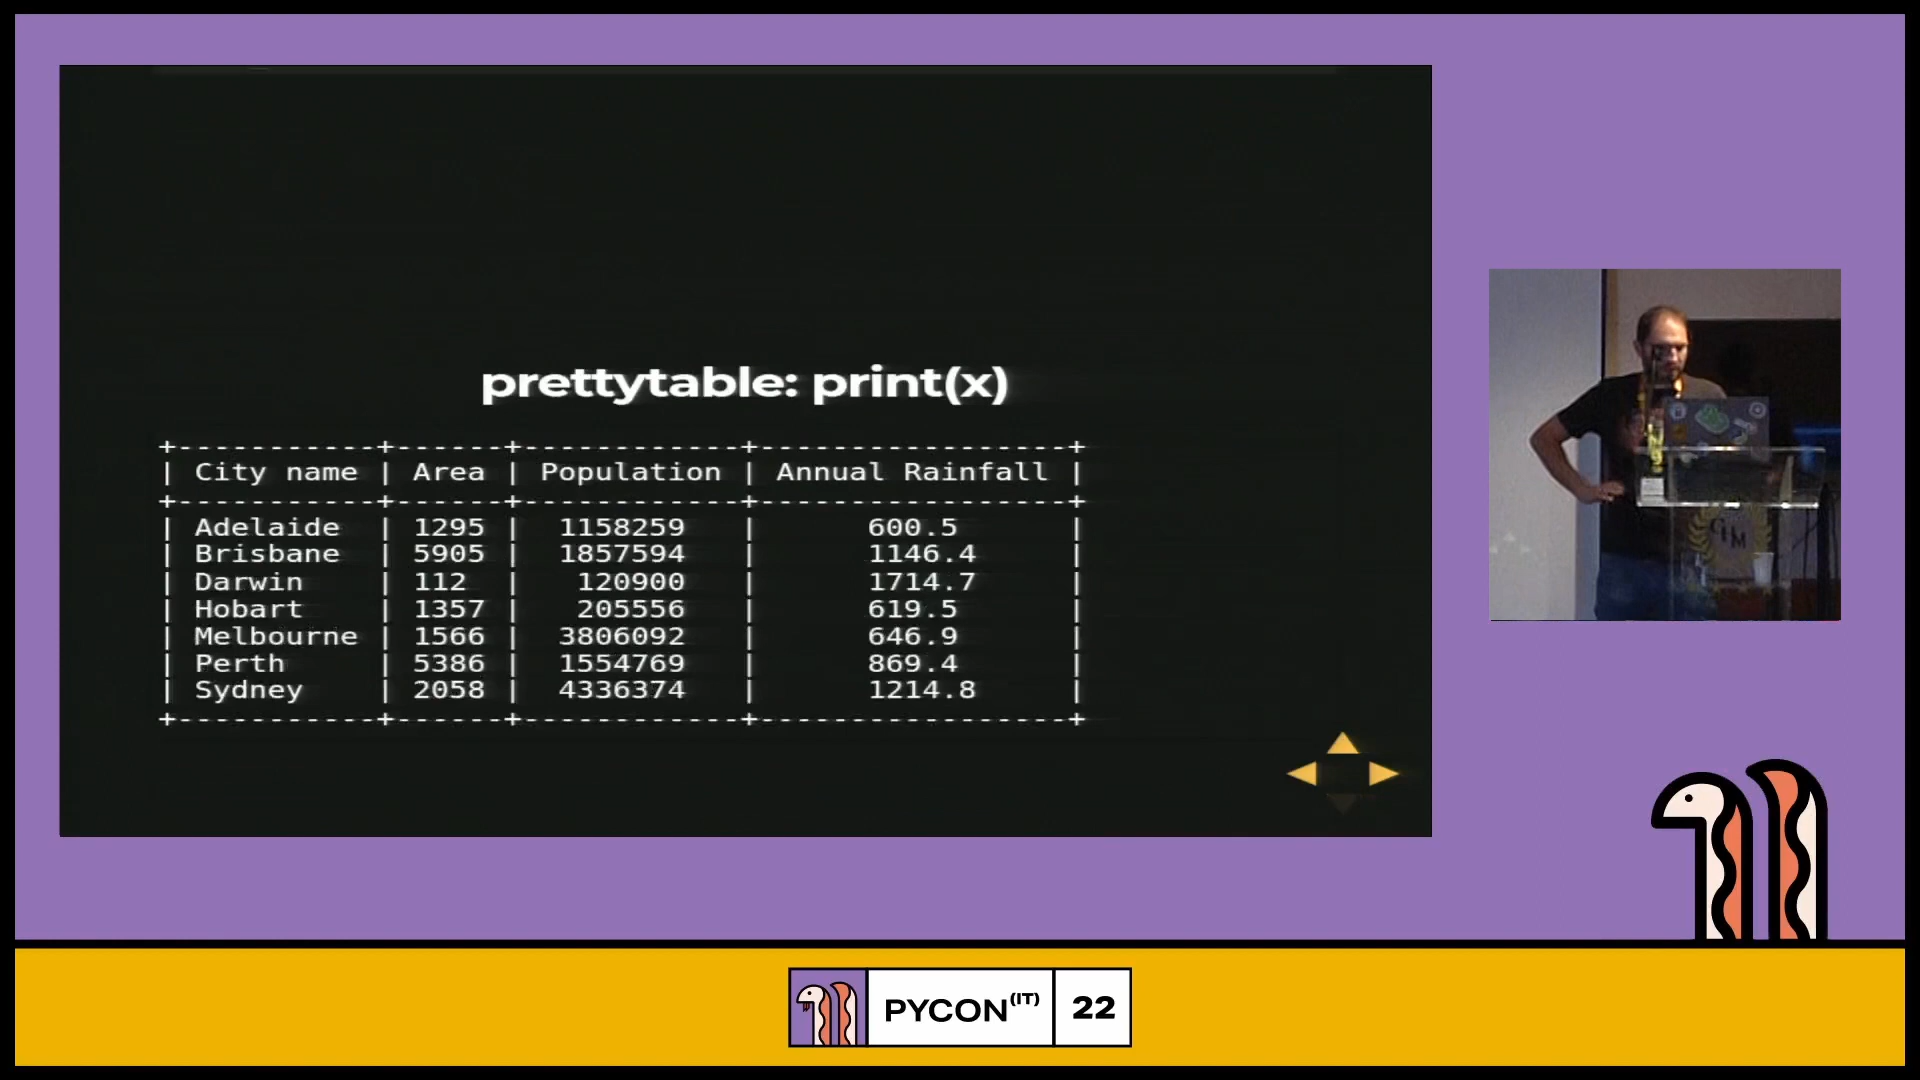 prettytable: print(x)
+-----------+------+------------+-----------------+
| City name | Area | Population | Annual Rainfall |
+-----------+------+------------+-----------------+
| Adelaide  | 1295 |  1158259   |      600.5      |
| Brisbane  | 5905 |  1857594   |      1146.4     |
| Darwin    | 112  |   120900   |      1714.7     |
| Hobart    | 1357 |   205556   |      619.5      |
| Melbourne | 1566 |  3806092   |      646.9      |
| Perth     | 5386 |  1554769   |      869.4      |
| Sydney    | 2058 |  4336374   |      1214.8     |
+-----------+------+------------+-----------------+
PYCON(IT) 22